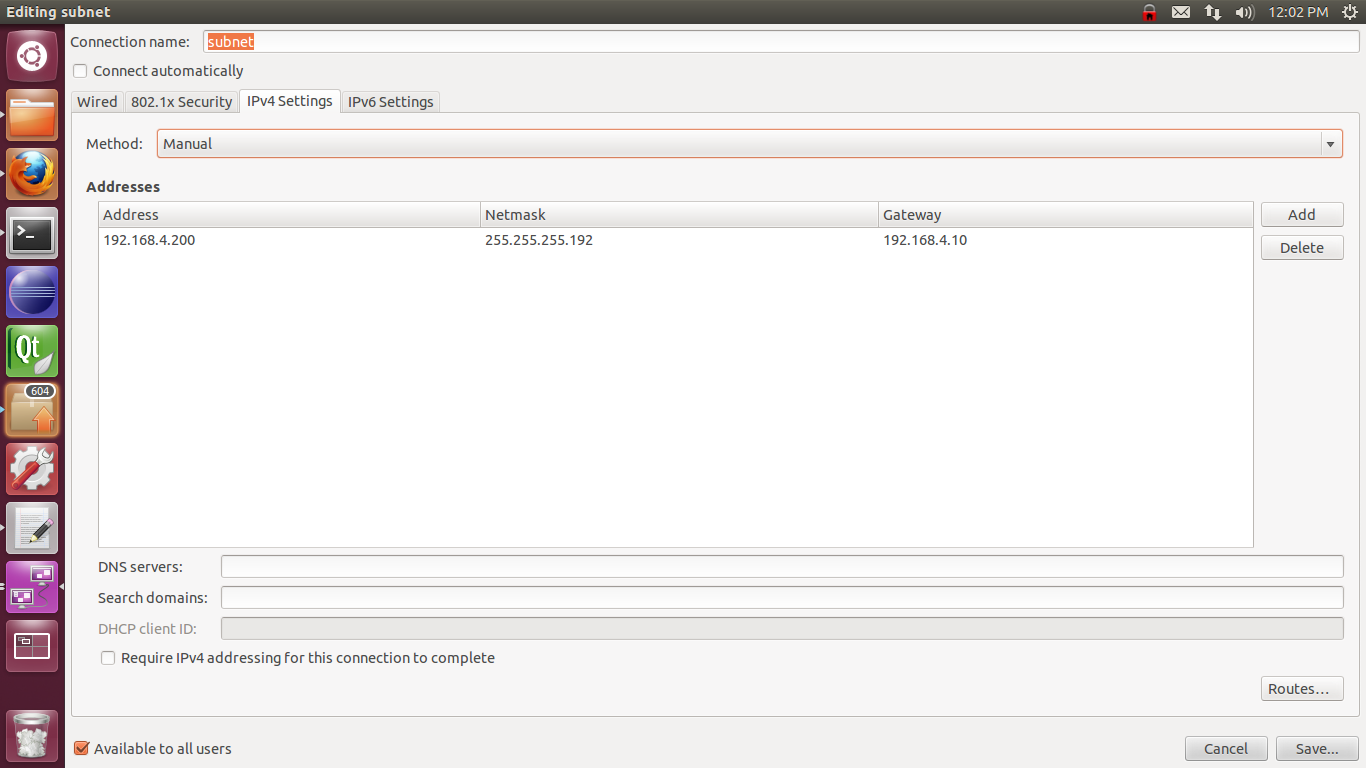 Editing subnet
12:02 PM
Connection name: subnet
Connect automatically
Wired 802.1x Security IPv4 Settings IPv6 Settings
Method: Manual
Addresses
Address Netmask Gateway
192.168.4.200 255.255.255.192 192.168.4.10
Add
Delete
Qt
604
DNS servers:
Search domains:
DHCP client ID:
Require IPv4 addressing for this connection to complete
Routes...
Available to all users
Cancel Save...